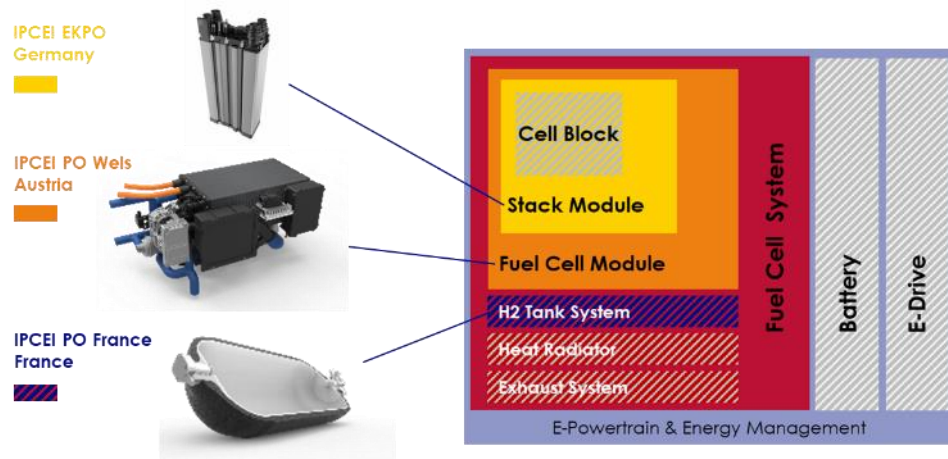 IPCEI EKPO
Germany
IPCEI PO Wels
Austria
IPCEI PO France
France
Cell Block
Stack Module
Fuel Cell Module
H2 Tank System
Heat Radiator
Exhaust System
Fuel Cell System
Battery
E-Drive
E-Powertrain & Energy Management